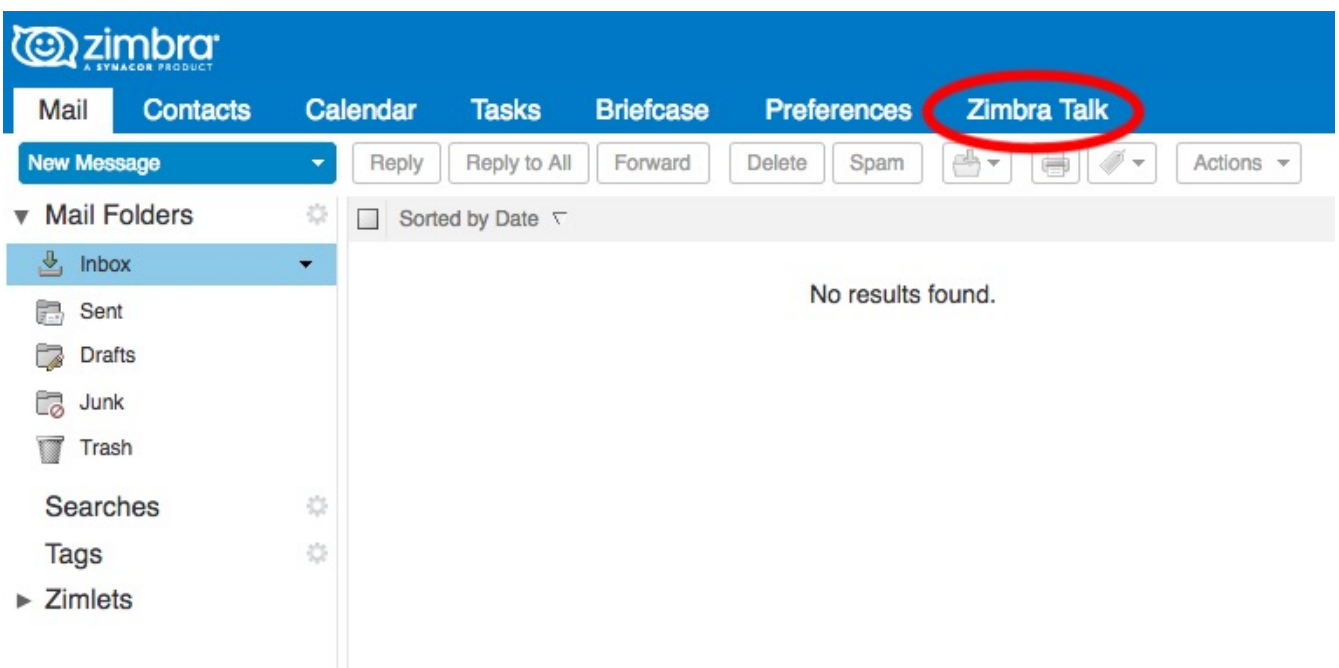 zimbra
A SYNACOR PRODUCT
Mail Contacts Calendar Tasks Briefcase Preferences Zimbra Talk
New Message Reply Reply to All Forward Delete Spam Actions
Mail Folders Sorted by Date
Inbox
No results found.
Sent
Drafts
Junk
Trash
Searches
Tags
Zimlets